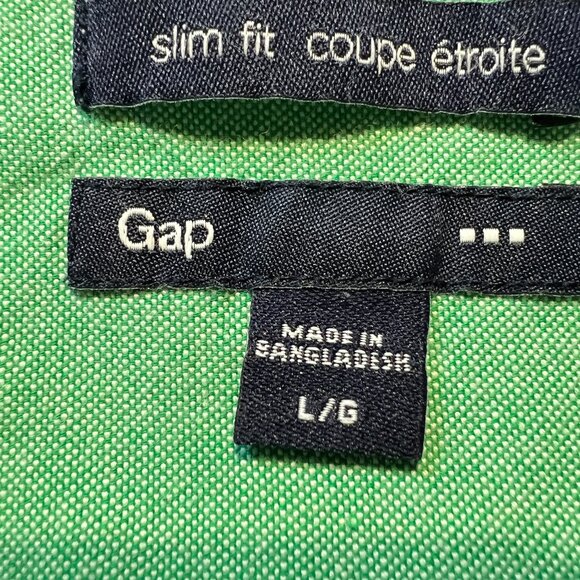 slim fit coupe étroite
Gap
MADE IN
BANGLADESH
L/G